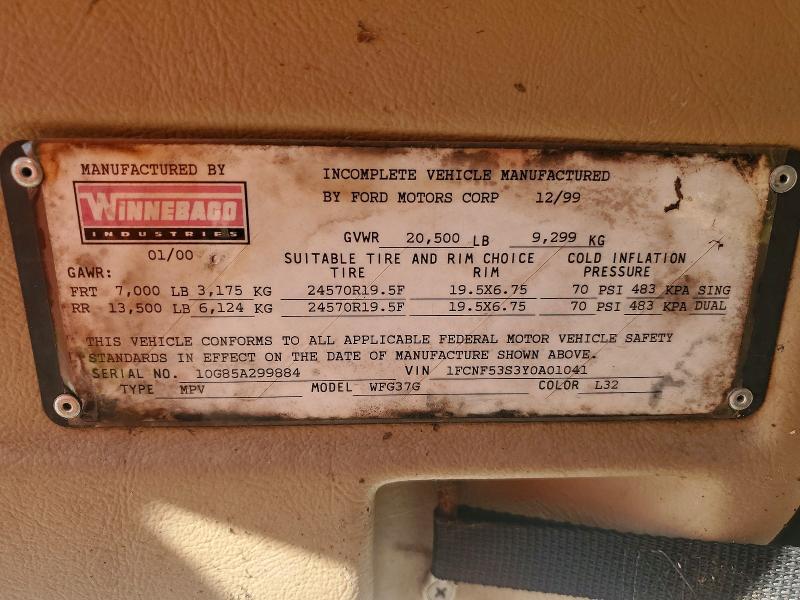 MANUFACTURED BY
WINNEBAGO
INDUSTRIES
01/00
INCOMPLETE VEHICLE MANUFACTURED
BY FORD MOTORS CORP 12/99
GVWR 20,500 LB 9,299 KG
SUITABLE TIRE AND RIM CHOICE COLD INFLATION
GAWR: TIRE RIM PRESSURE
FRT 7,000 LB 3,175 KG 24570R19.5F 19.5X6.75 70 PSI 483 KPA SING
RR 13,500 LB 6,124 KG 24570R19.5F 19.5X6.75 70 PSI 483 KPA DUAL
THIS VEHICLE CONFORMS TO ALL APPLICABLE FEDERAL MOTOR VEHICLE SAFETY
STANDARDS IN EFFECT ON THE DATE OF MANUFACTURE SHOWN ABOVE.
SERIAL NO. 10G85A299884 VIN 1FCNF53S3Y0A01041
TYPE MPV MODEL WFG37G COLOR L32